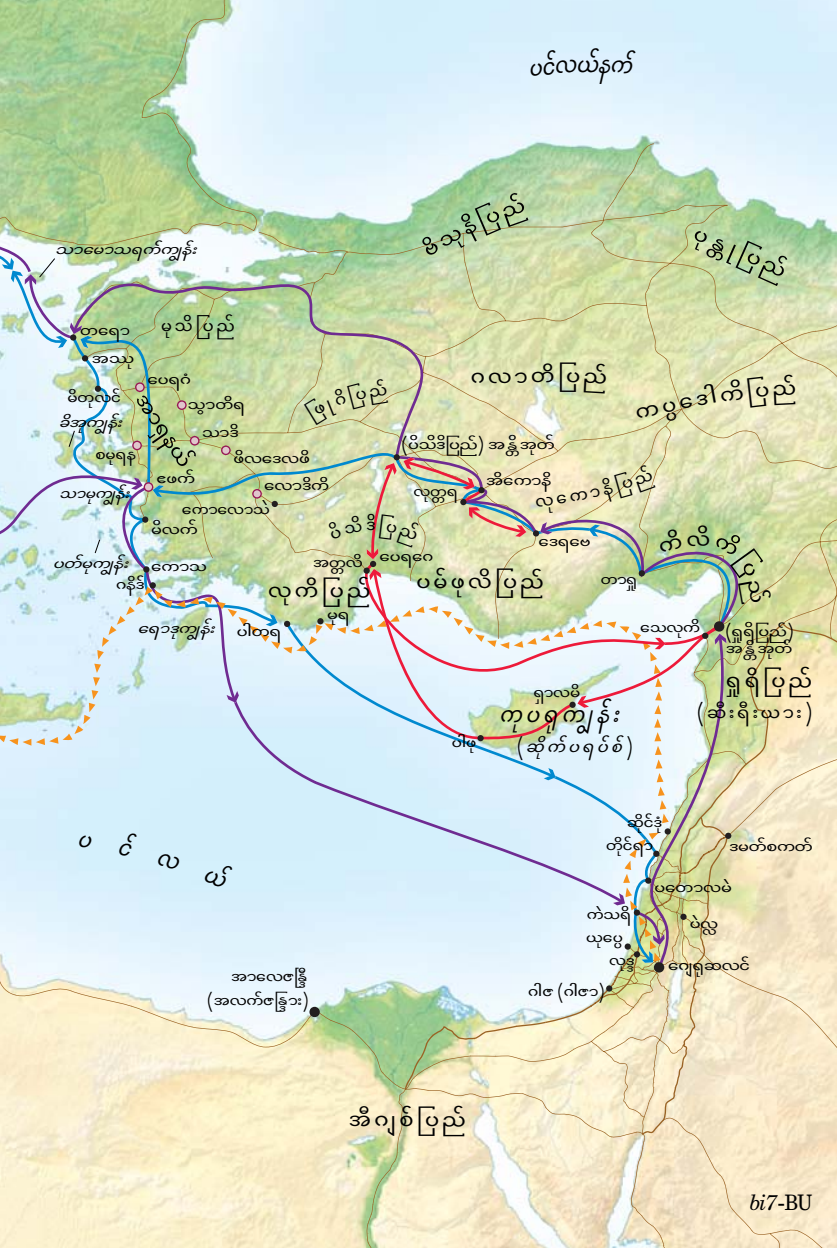 ပင်လယ်နက်
ဗိသုနိပြည်
ပုန္တုပြည်
သာမောသရက်ကျွန်း
တရော
မုသိပြည်
အဿု
ပေရဂံ
မိတုလင်
သွာတိရ
အာရှနယ်
ခိအုကျွန်း
သာဒိ
စမုရန
ဖိလဒေလဖိ
ဖြုဂိပြည်
ဂလာတိပြည်
ကပ္ပဒေါကိပြည်
(ပိသိဒိပြည်) အန္တိအုတ်
ဧဖက်
သာမုကျွန်း
လောဒိကိ
ကောလောသဲ
အိကောနိ
လုတ္တရ
လုကောနိပြည်
မိလက်
ပိသိဒိပြည်
ဒေရဗေ
ကိလိကိပြည်
ပတ်မုကျွန်း
ကောသ
ဂနိဒ်
အတ္တလိ
ပေရဂေ
ပမ်ဖုလိပြည်
တာရှု
လုကိပြည်
မုရ
ရောဒုကျွန်း
ပါတရ
သေလုကိ
(ရှုရိပြည်)
အန္တိအုတ်
ရှုရိပြည်
(ဆီးရီးယား)
ရှာလမိ
ကုပရုကျွန်း
(ဆိုက်ပရပ်စ်)
ပါဖု
ဆိုင်ဒုံ
တိုင်ရာ
ဒမတ်စကတ်
ပင်လယ်
ပတောလမဲ
ကဲသရိ
ပဲလ္လ
ယုပ္ပေ
လုဒ္ဒ
ဂျေရုဆလင်
ဂါဇ (ဂါဇာ)
အာလေဇန္ဒြီ
(အလက်ဇန္ဒြား)
အီဂျစ်ပြည်
bi7-BU